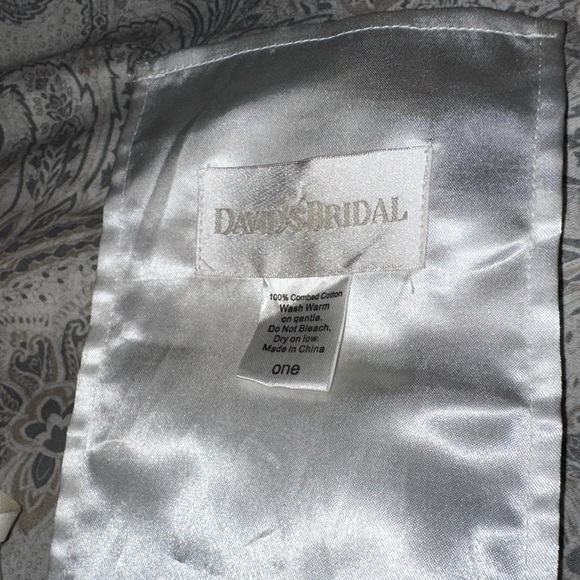 DAVID'S BRIDAL
100% Combed Cotton
Wash Warm
on gentle.
Do Not Bleach.
Dry on low.
Made in China
one